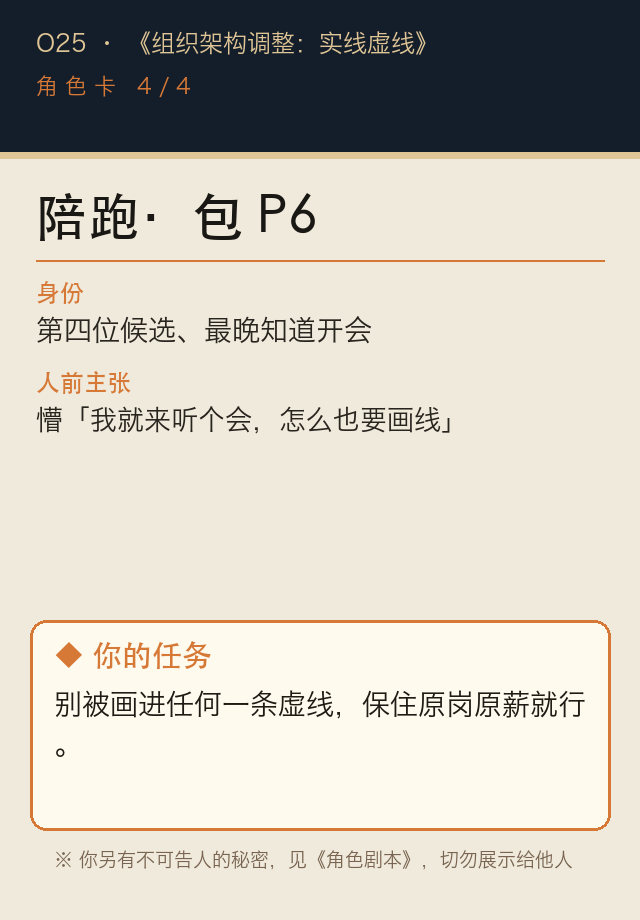 O25 · 《组织架构调整：实线虚线》
角色卡 4/4
陪跑· 包P6
身份
第四位候选、最晚知道开会
人前主张
懵「我就来听个会，怎么也要画线」
◆ 你的任务
别被画进任何一条虚线，保住原岗原薪就行
。
※ 你另有不可告人的秘密，见《角色剧本》，切勿展示给他人